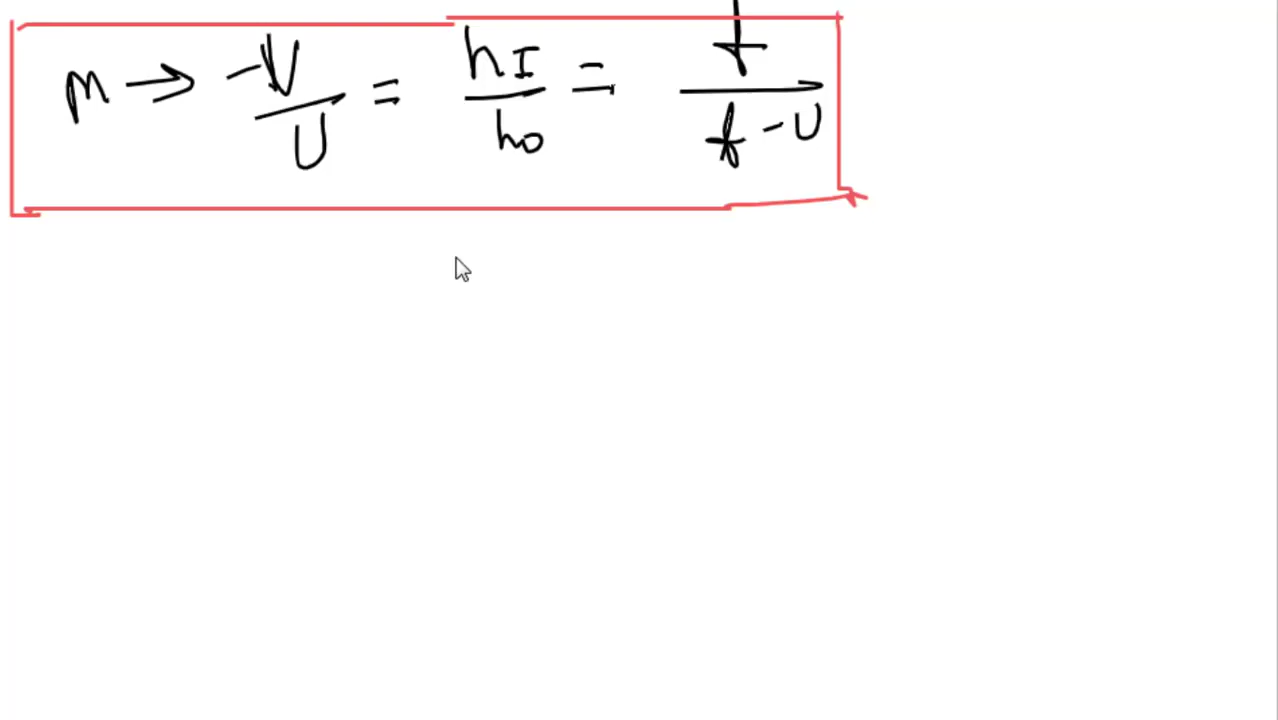 m → -V/U = hI/ho = f/f-U